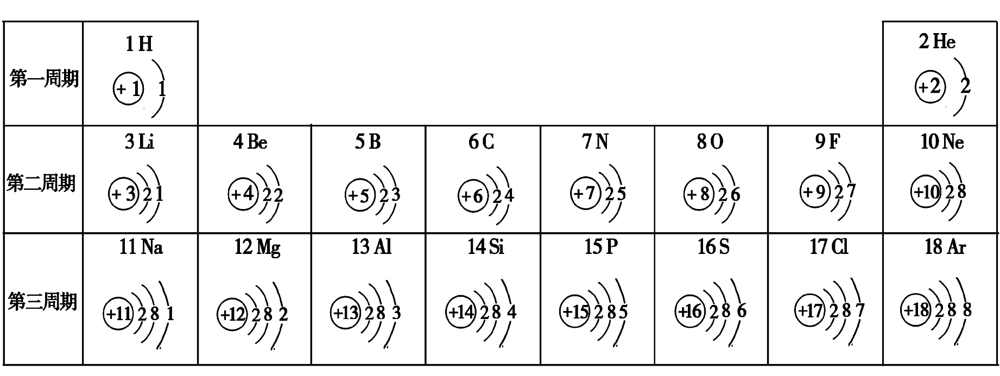 1 H 2 He
第一周期 +1 1 +2 2
3 Li 4 Be 5 B 6 C 7 N 8 O 9 F 10 Ne
第二周期 +3 2 1 +4 2 2 +5 2 3 +6 2 4 +7 2 5 +8 2 6 +9 2 7 +10 2 8
11 Na 12 Mg 13 Al 14 Si 15 P 16 S 17 Cl 18 Ar
第三周期 +11 2 8 1 +12 2 8 2 +13 2 8 3 +14 2 8 4 +15 2 8 5 +16 2 8 6 +17 2 8 7 +18 2 8 8